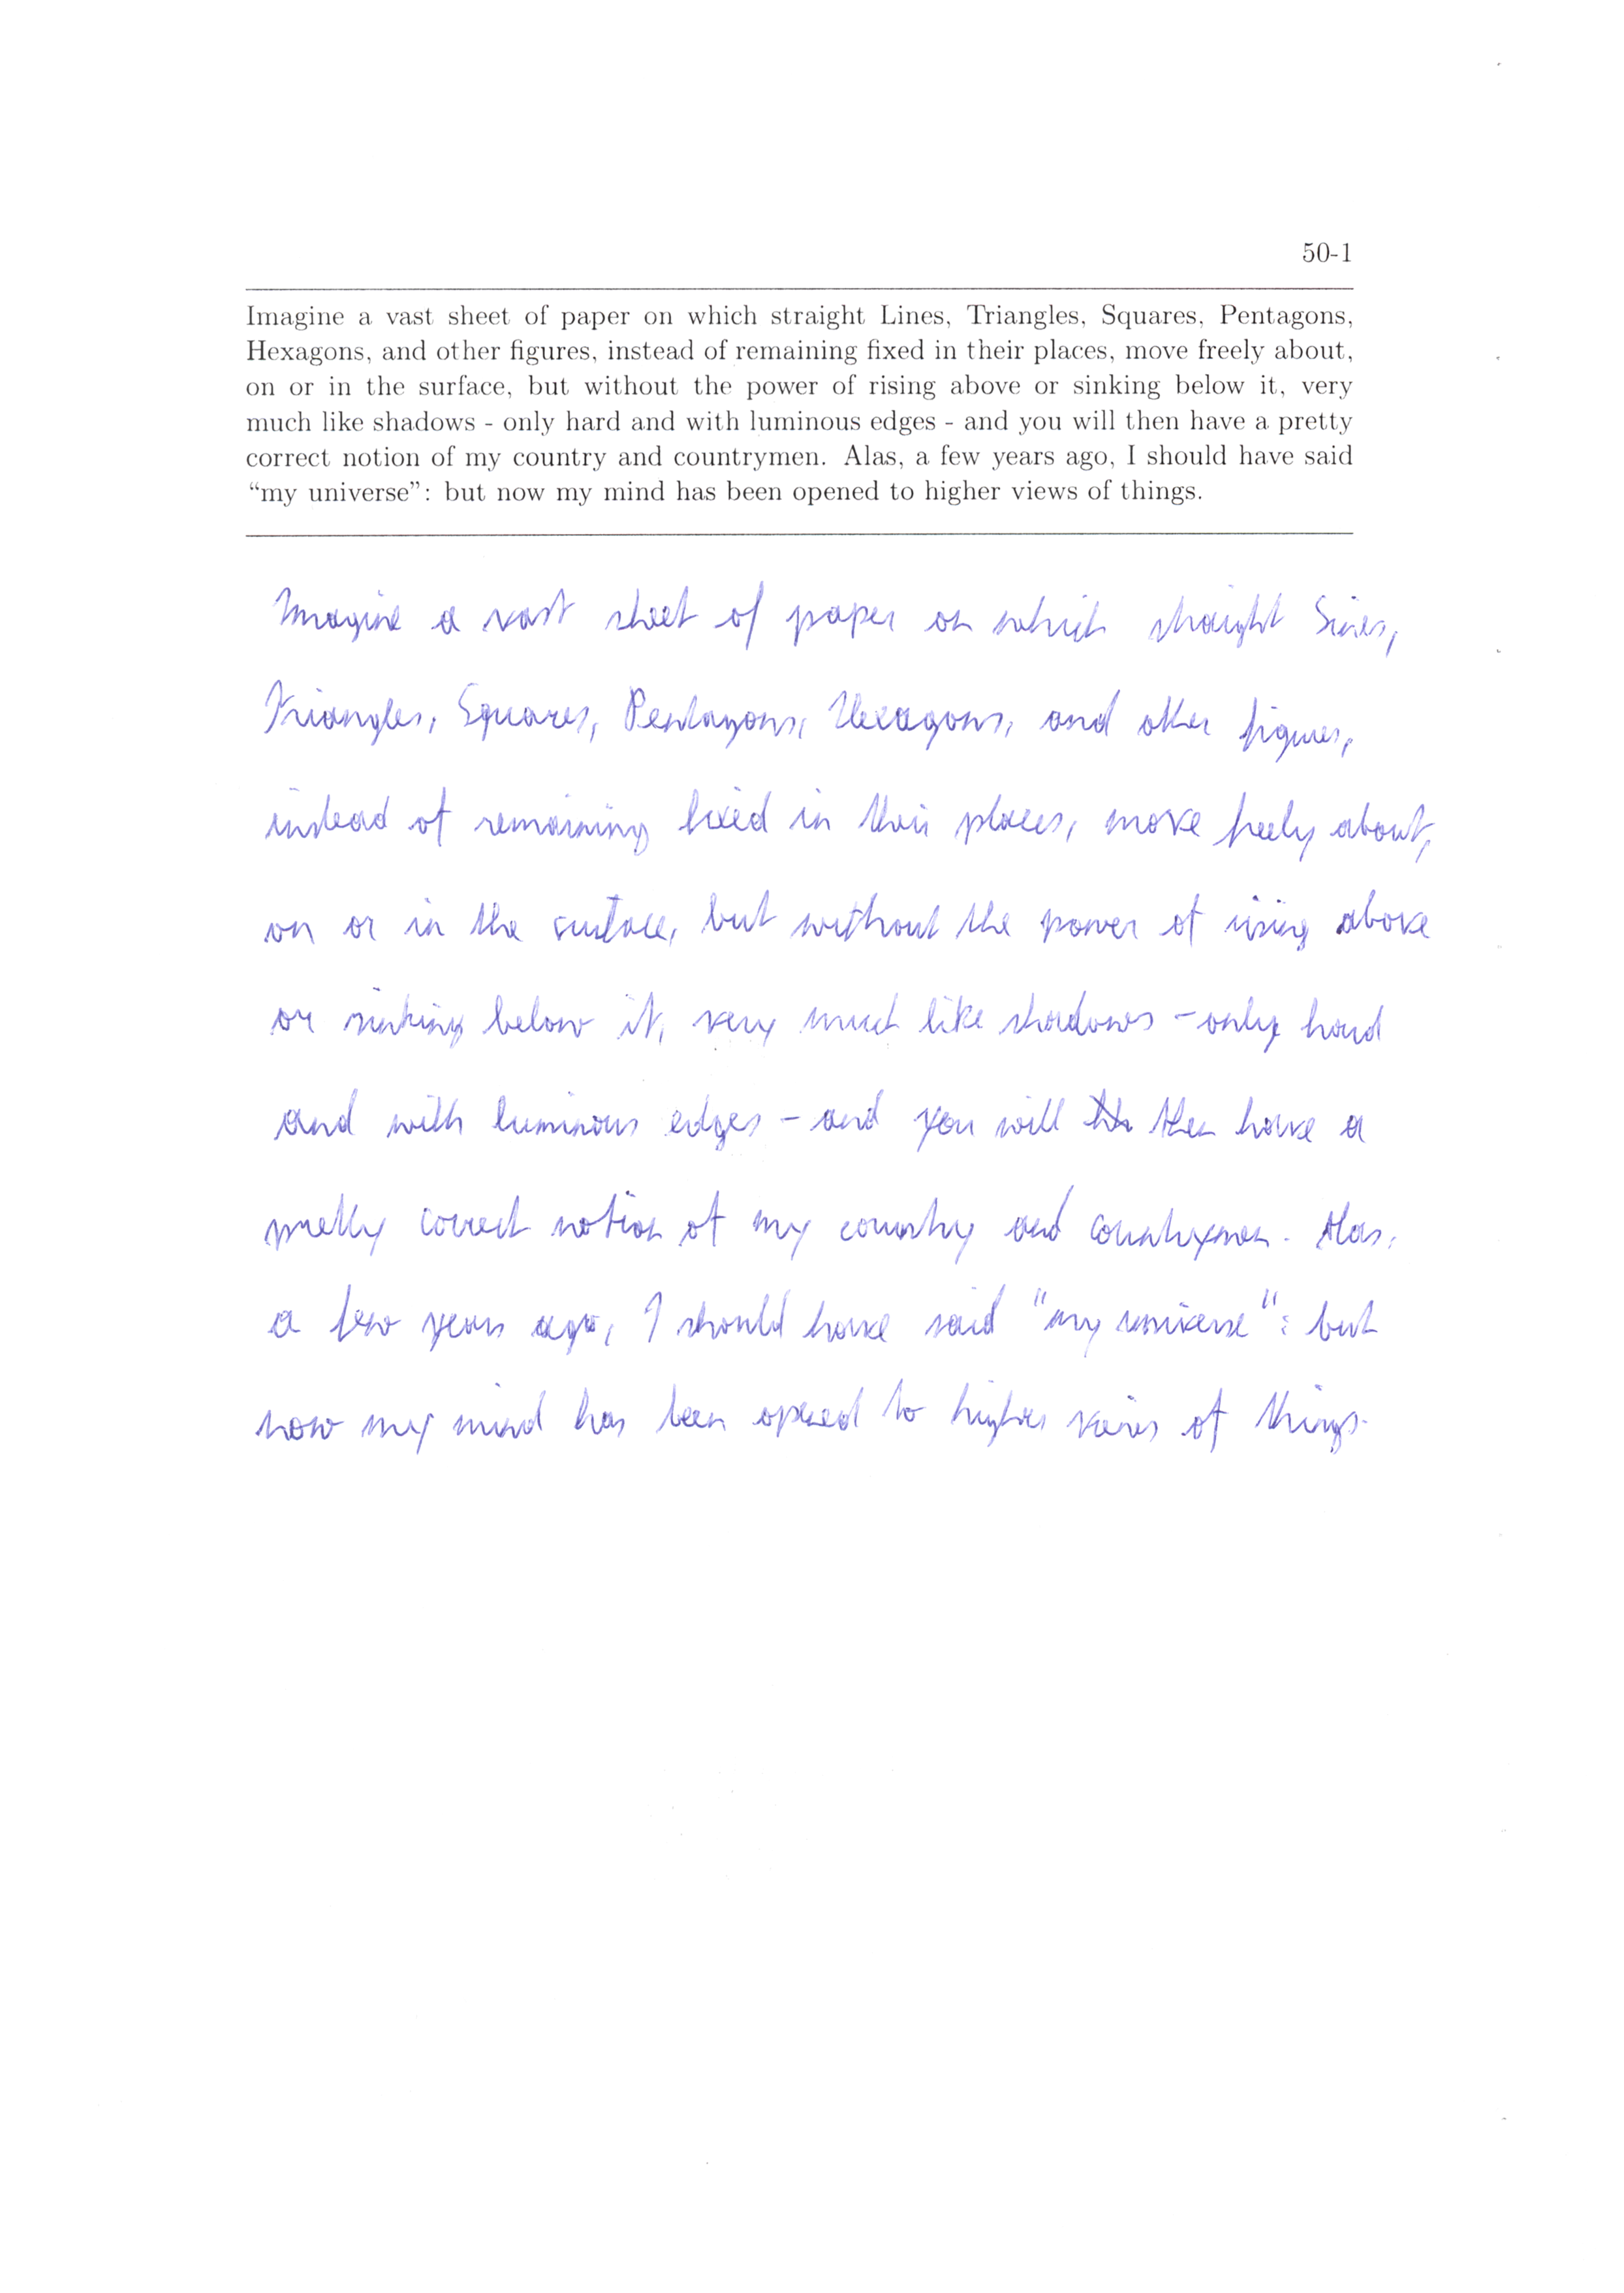 50-1
Imagine a vast sheet of paper on which straight Lines, Triangles, Squares, Pentagons,
Hexagons, and other figures, instead of remaining fixed in their places, move freely about,
on or in the surface, but without the power of rising above or sinking below it, very
much like shadows - only hard and with luminous edges - and you will then have a pretty
correct notion of my country and countrymen. Alas, a few years ago, I should have said
“my universe”: but now my mind has been opened to higher views of things.
Imagine a vast sheet of paper on which straight Lines,
Triangles, Squares, Pentagons, Hexagons, and other figures,
instead of remaining fixed in their places, move freely about,
on or in the surface, but without the power of rising above
or sinking below it, very much like shadows - only hard
and with luminous edges - and you will then have a
pretty correct notion of my country and countrymen. Alas,
a few years ago, I should have said "my universe": but
now my mind has been opened to higher views of things.